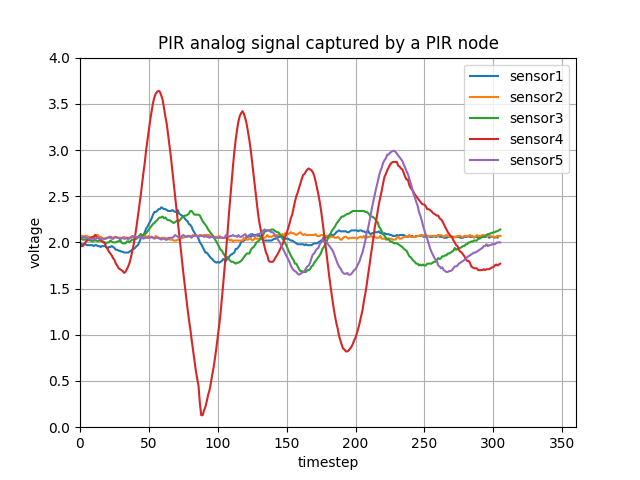 PIR analog signal captured by a PIR node
4.0
3.5
3.0
2.5
2.0
1.5
1.0
0.5
0.0
voltage
sensor1
sensor2
sensor3
sensor4
sensor5
0 50 100 150 200 250 300 350
timestep